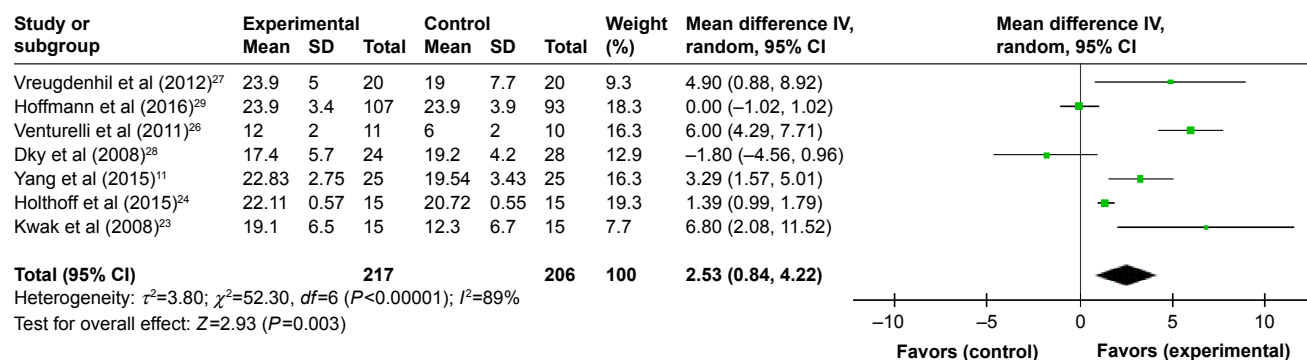 Study or subgroup Experimental Control Weight (%) Mean difference IV, random, 95% CI Mean difference IV, random, 95% CI
Mean SD Total Mean SD Total
Vreugdenhil et al (2012)27 23.9 5 20 19 7.7 20 9.3 4.90 (0.88, 8.92)
Hoffmann et al (2016)29 23.9 3.4 107 23.9 3.9 93 18.3 0.00 (–1.02, 1.02)
Venturelli et al (2011)26 12 2 11 6 2 10 16.3 6.00 (4.29, 7.71)
Dky et al (2008)28 17.4 5.7 24 19.2 4.2 28 12.9 –1.80 (–4.56, 0.96)
Yang et al (2015)11 22.83 2.75 25 19.54 3.43 25 16.3 3.29 (1.57, 5.01)
Holthoff et al (2015)24 22.11 0.57 15 20.72 0.55 15 19.3 1.39 (0.99, 1.79)
Kwak et al (2008)23 19.1 6.5 15 12.3 6.7 15 7.7 6.80 (2.08, 11.52)
Total (95% CI) 217 206 100 2.53 (0.84, 4.22)
Heterogeneity: τ²=3.80; χ²=52.30, df=6 (P<0.00001); I²=89%
Test for overall effect: Z=2.93 (P=0.003)
–10 –5 0 5 10
Favors (control) Favors (experimental)